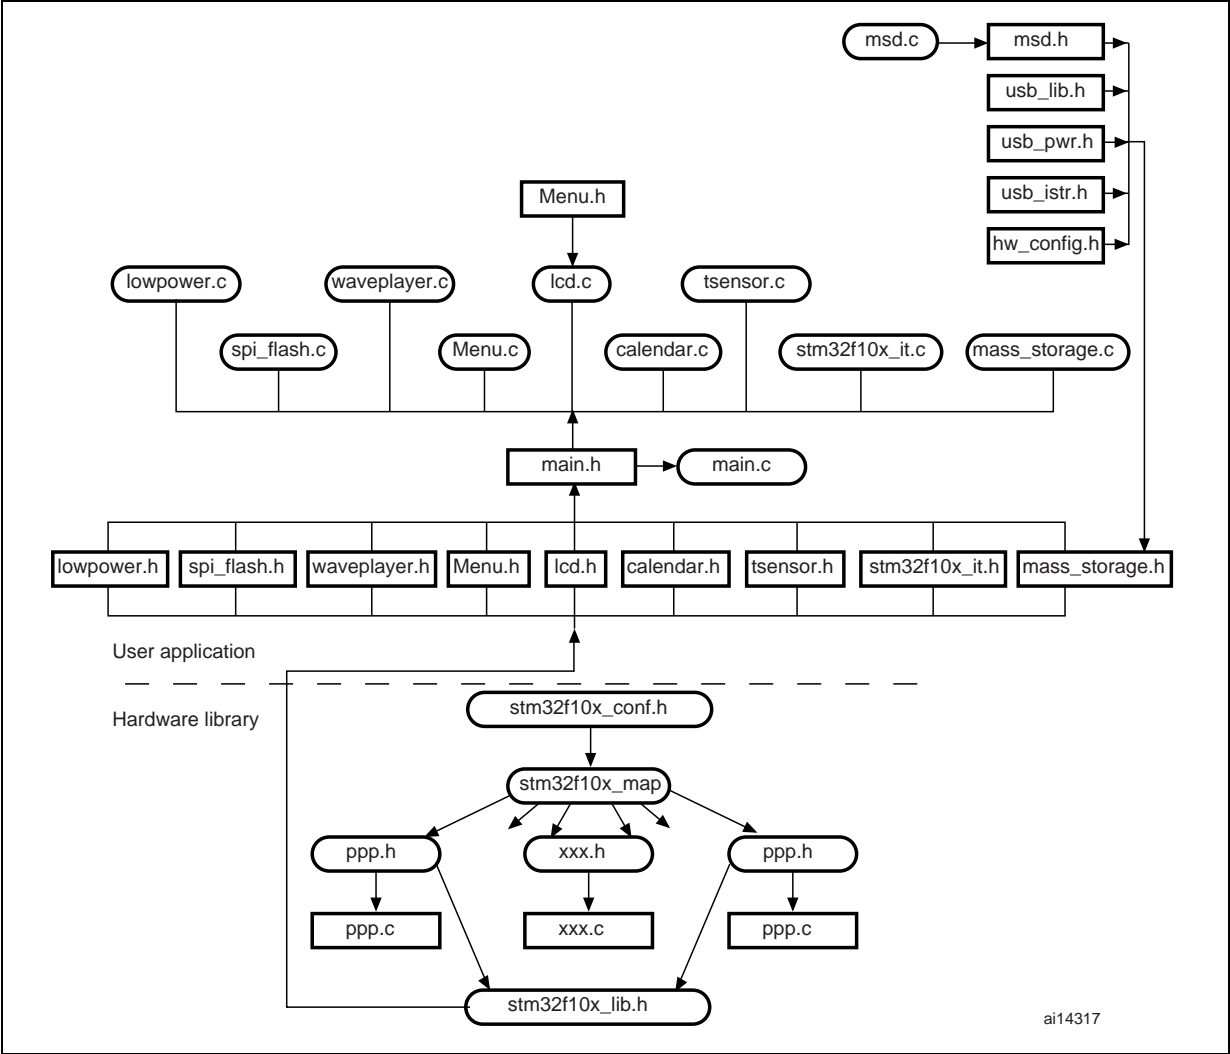 msd.c
msd.h
usb_lib.h
usb_pwr.h
usb_istr.h
hw_config.h
Menu.h
lowpower.c
waveplayer.c
lcd.c
tsensor.c
spi_flash.c
Menu.c
calendar.c
stm32f10x_it.c
mass_storage.c
main.h
main.c
lowpower.h
spi_flash.h
waveplayer.h
Menu.h
lcd.h
calendar.h
tsensor.h
stm32f10x_it.h
mass_storage.h
User application
Hardware library
stm32f10x_conf.h
stm32f10x_map
ppp.h
xxx.h
ppp.h
ppp.c
xxx.c
ppp.c
stm32f10x_lib.h
ai14317